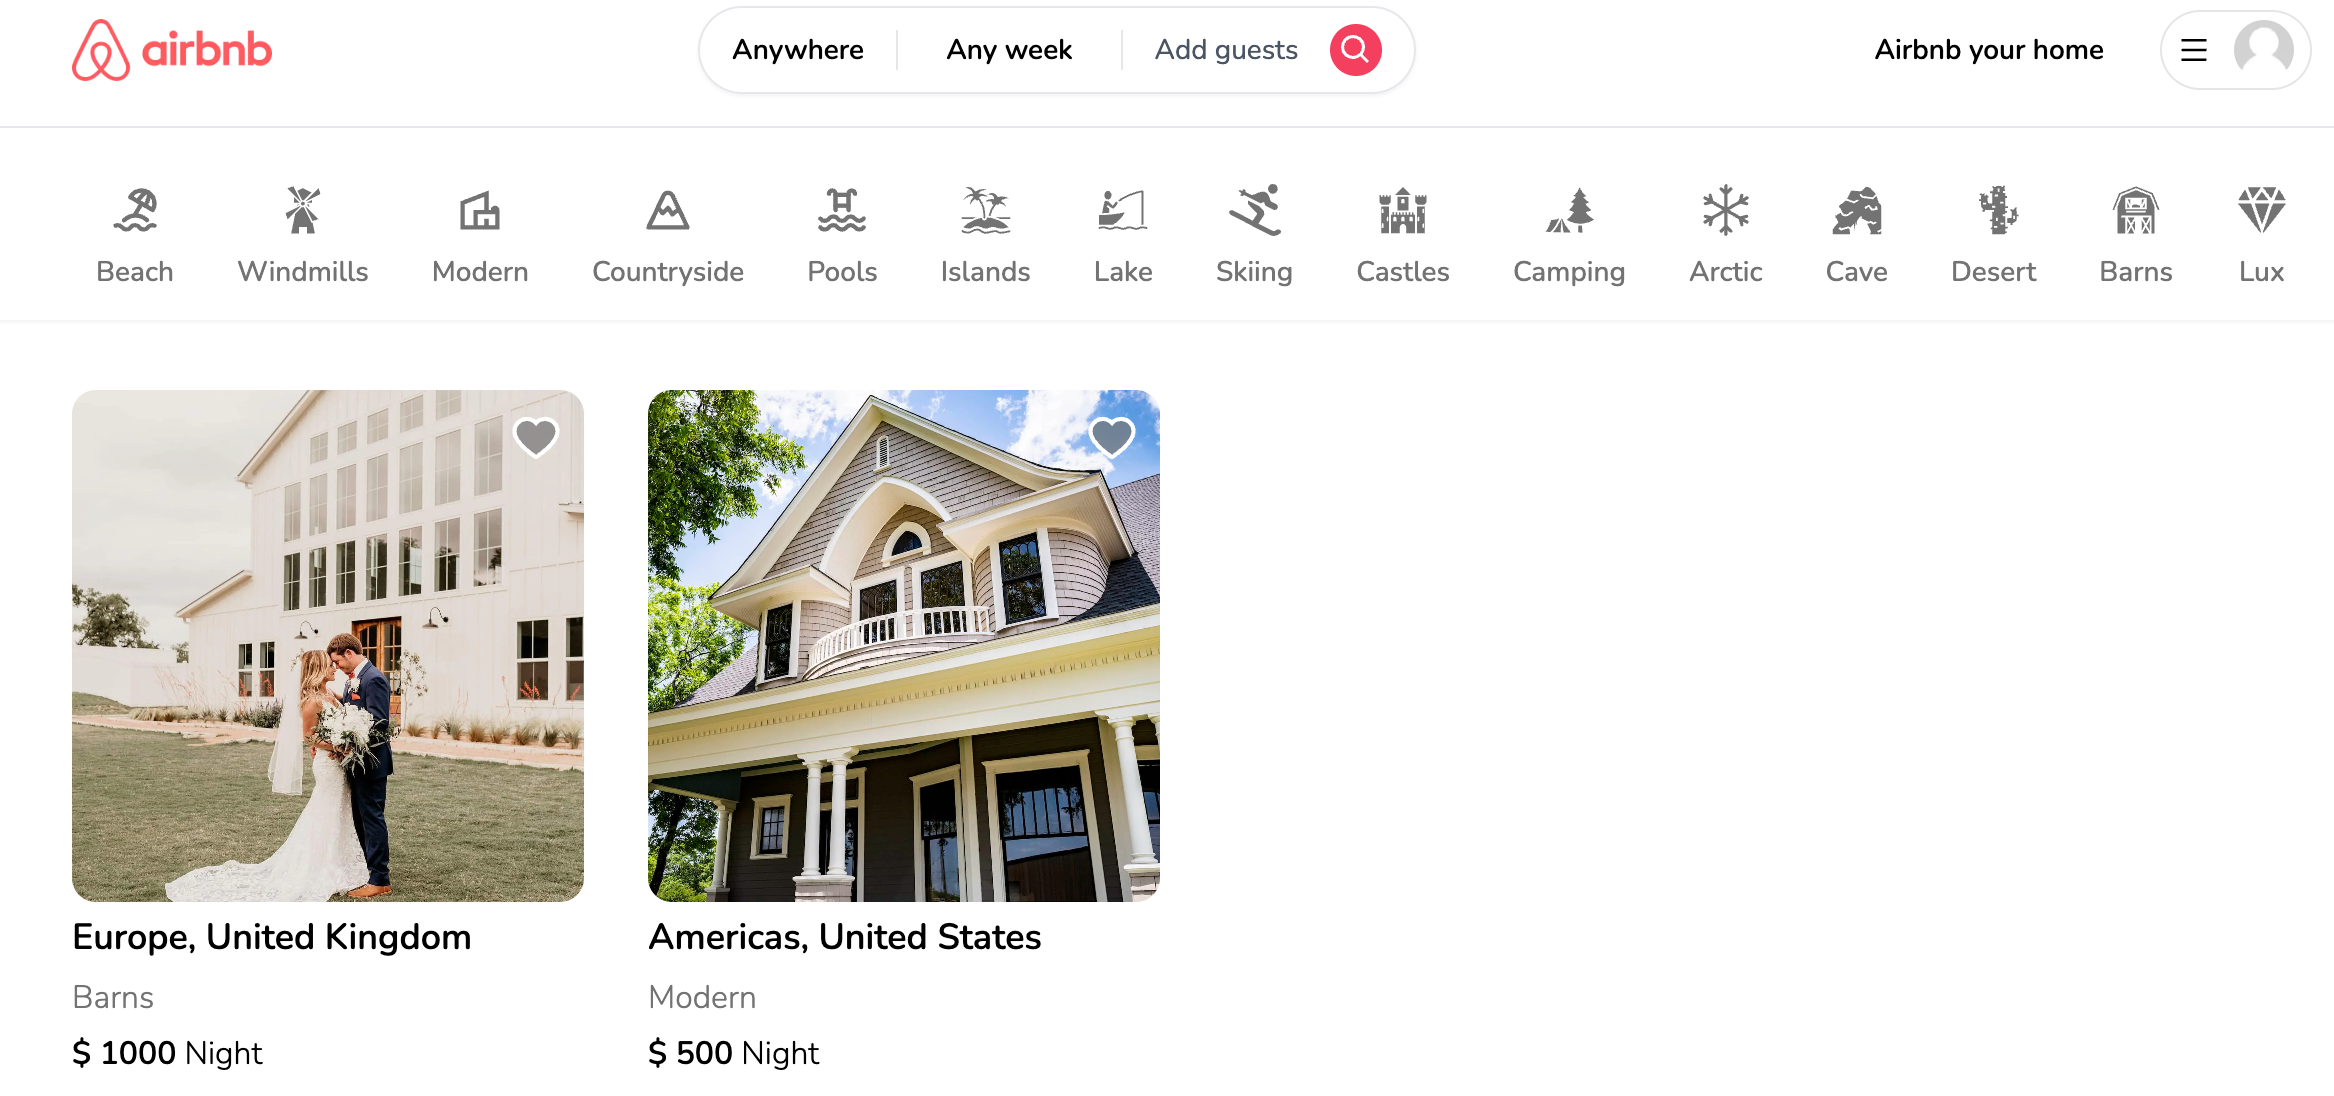 airbnb
Anywhere
Any week
Add guests
Airbnb your home
Beach
Windmills
Modern
Countryside
Pools
Islands
Lake
Skiing
Castles
Camping
Arctic
Cave
Desert
Barns
Lux
Europe, United Kingdom
Barns
$ 1000 Night
Americas, United States
Modern
$ 500 Night